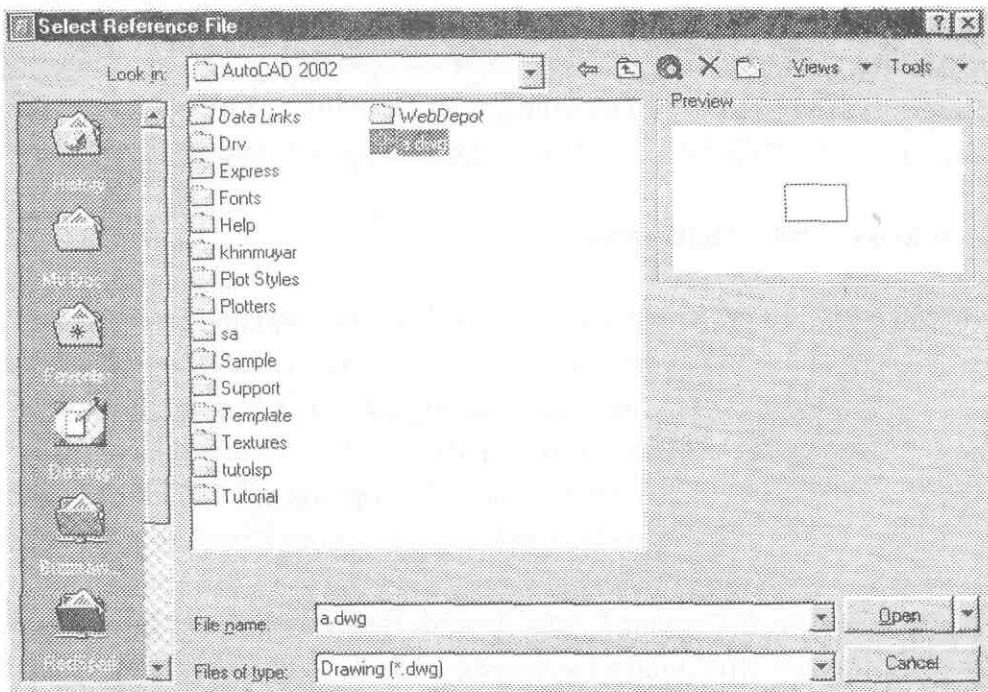 Select Reference File
Look in: AutoCAD 2002 Views Tools
Data Links
Drv
Express
Fonts
Help
khinmuyar
Plot Styles
Plotters
sa
Sample
Support
Template
Textures
tutolsp
Tutorial
WebDepot
a.dwg
Preview
History
File name: a.dwg
Open
Files of type: Drawing (*.dwg)
Cancel